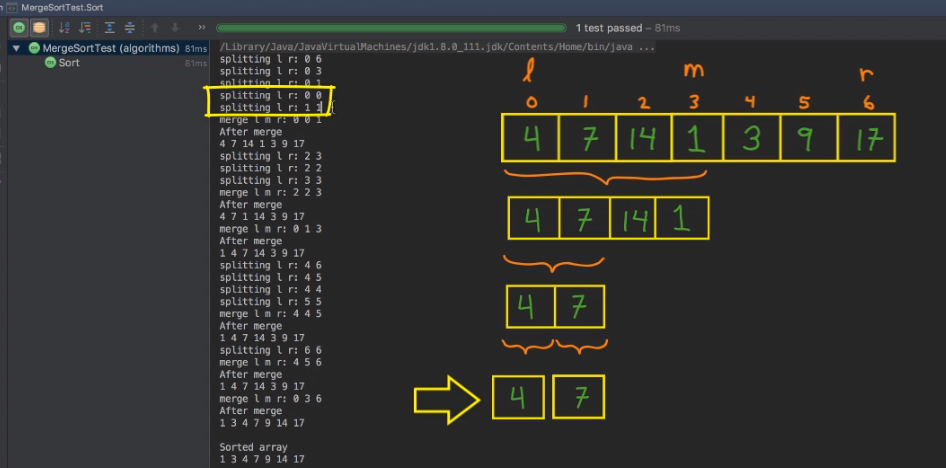 MergeSortTest.Sort
1 test passed – 81ms
MergeSortTest (algorithms) 81ms
Sort 81ms
/Library/Java/JavaVirtualMachines/jdk1.8.0_111.jdk/Contents/Home/bin/java ...
splitting l r: 0 6
splitting l r: 0 3
splitting l r: 0 1
splitting l r: 0 0
splitting l r: 1 1
merge l m r: 0 0 1
After merge
4 7 14 1 3 9 17
splitting l r: 2 3
splitting l r: 2 2
splitting l r: 3 3
merge l m r: 2 2 3
After merge
4 7 1 14 3 9 17
merge l m r: 0 1 3
After merge
1 4 7 14 3 9 17
splitting l r: 4 6
splitting l r: 4 5
splitting l r: 4 4
splitting l r: 5 5
merge l m r: 4 4 5
After merge
1 4 7 14 3 9 17
splitting l r: 6 6
merge l m r: 4 5 6
After merge
1 4 7 14 3 9 17
merge l m r: 0 3 6
After merge
1 3 4 7 9 14 17
Sorted array
1 3 4 7 9 14 17
l m r
0 1 2 3 4 5 6
4 7 14 1 3 9 17
4 7 14 1
4 7
4 7